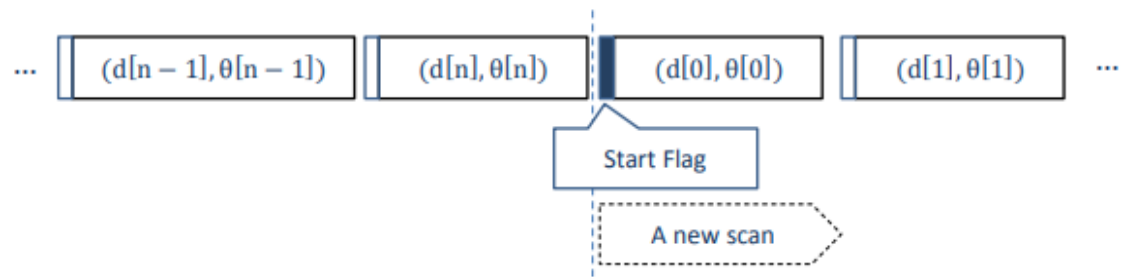 ... (d[n − 1], θ[n − 1]) (d[n], θ[n]) (d[0], θ[0]) (d[1], θ[1]) ...
Start Flag
A new scan